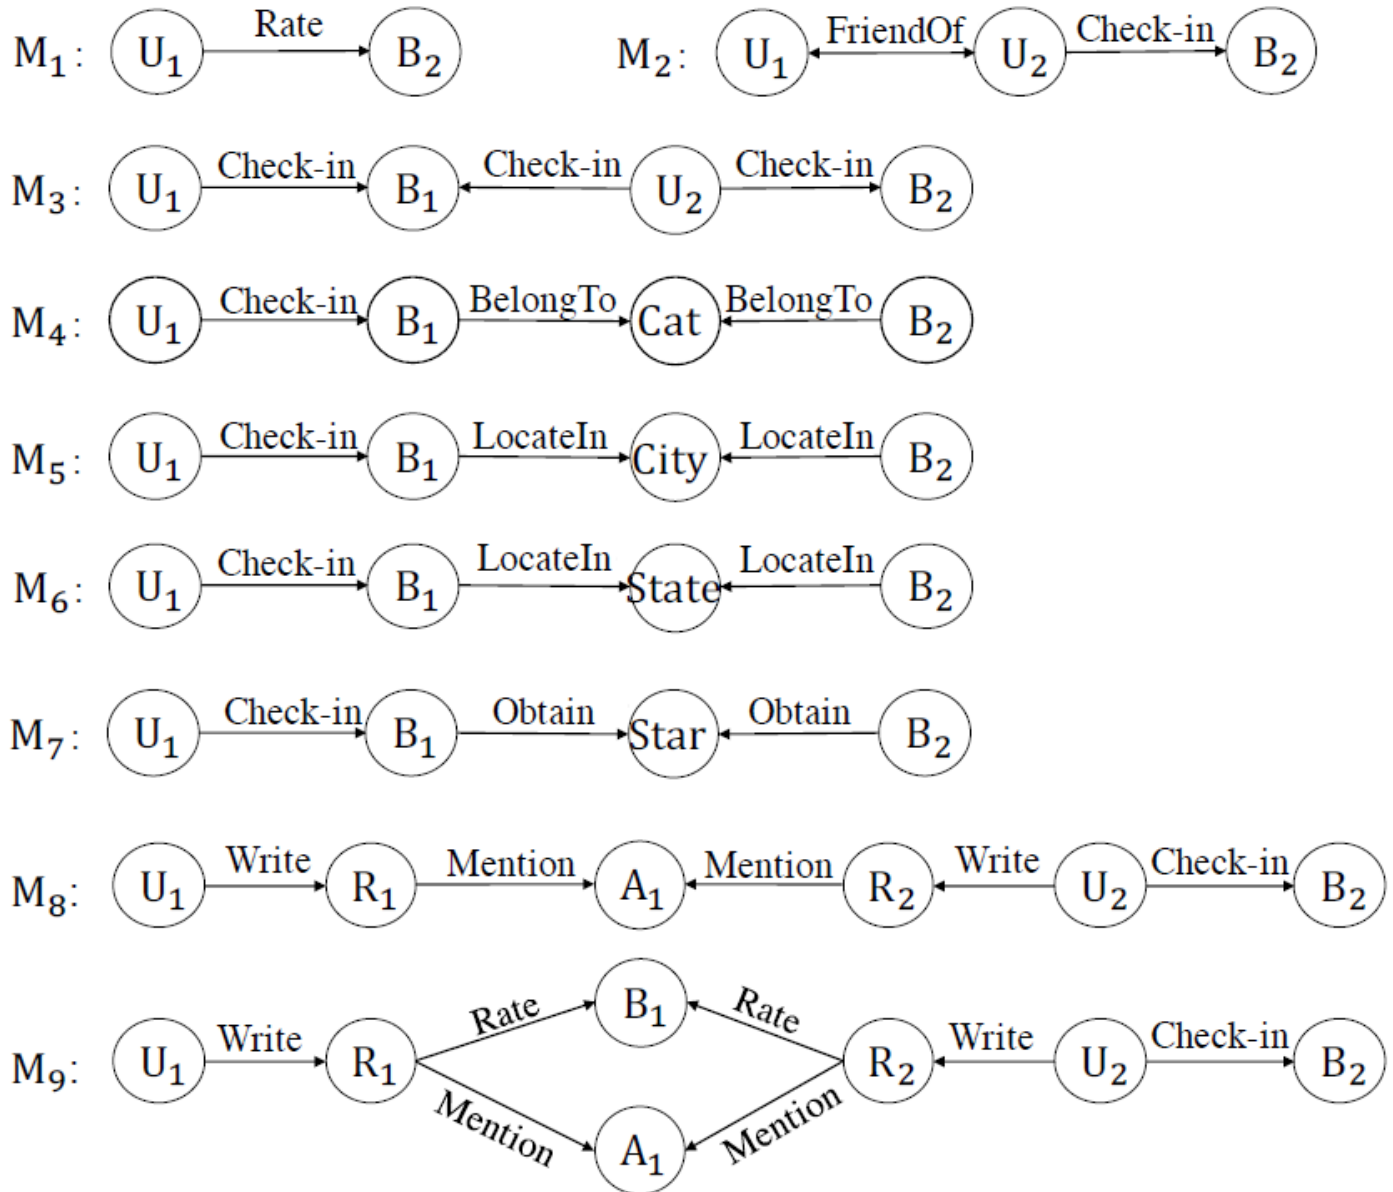 M₁: U₁ Rate B₂
M₂: U₁ FriendOf U₂ Check-in B₂
M₃: U₁ Check-in B₁ Check-in U₂ Check-in B₂
M₄: U₁ Check-in B₁ BelongTo Cat BelongTo B₂
M₅: U₁ Check-in B₁ LocateIn City LocateIn B₂
M₆: U₁ Check-in B₁ LocateIn State LocateIn B₂
M₇: U₁ Check-in B₁ Obtain Star Obtain B₂
M₈: U₁ Write R₁ Mention A₁ Mention R₂ Write U₂ Check-in B₂
Rate B₁ Rate
M₉: U₁ Write R₁ R₂ Write U₂ Check-in B₂
Mention A₁ Mention